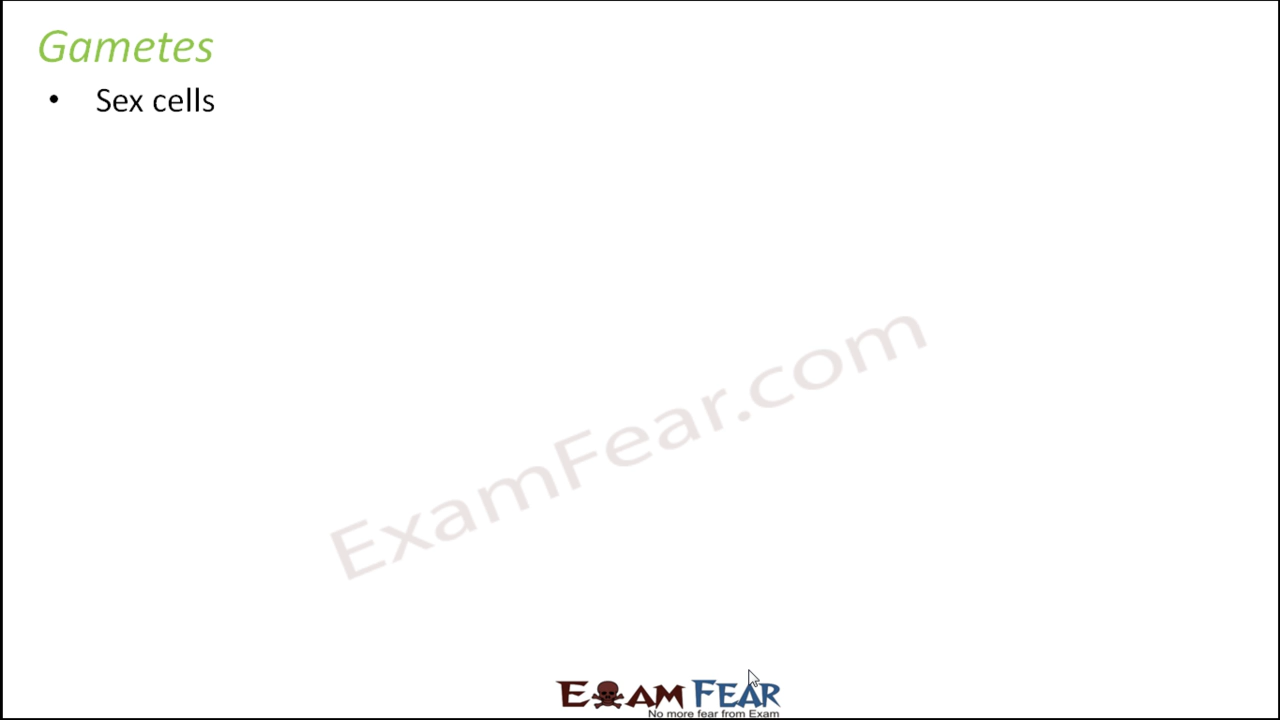 Gametes
• Sex cells
ExamFear.com
EXAM FEAR
No more fear from Exam